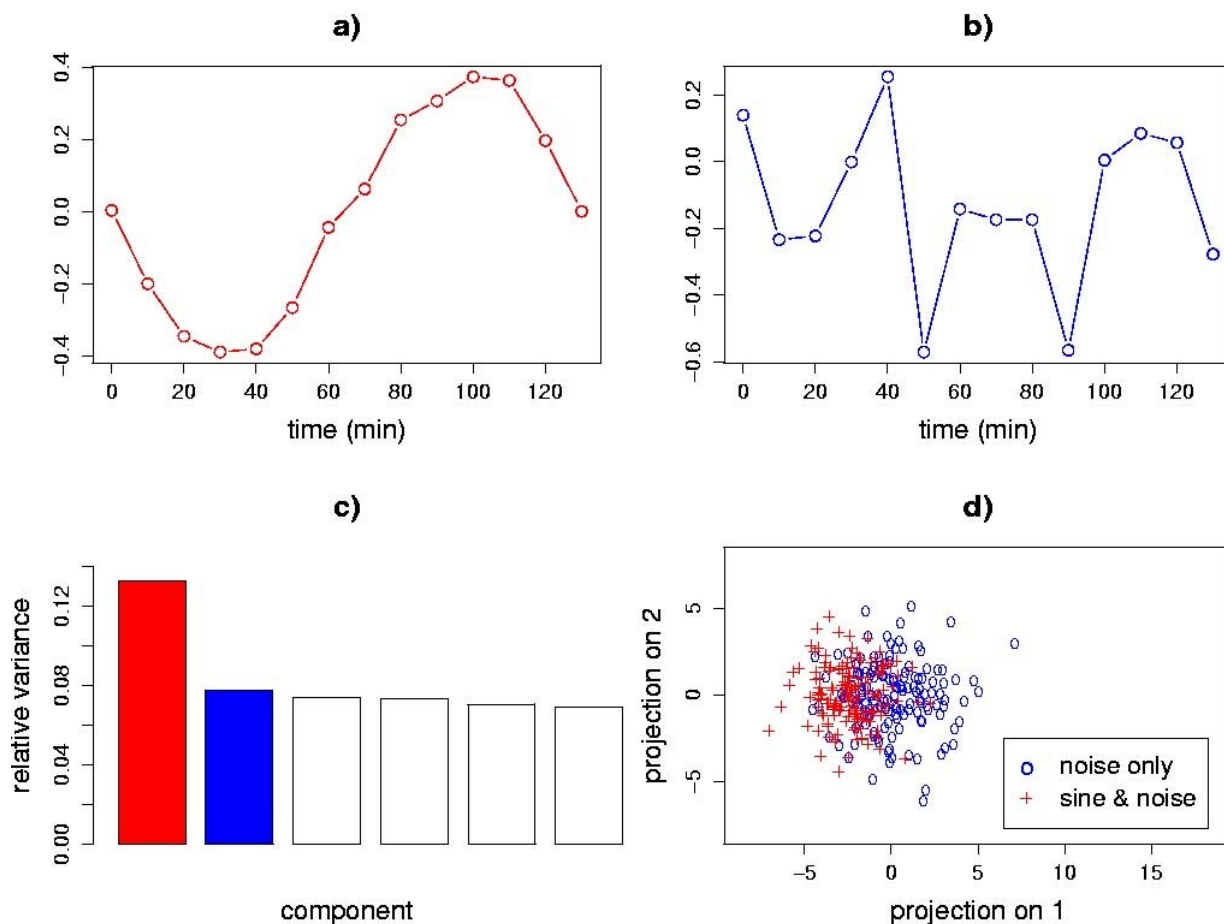 a)
0.4
0.2
0.0
−0.2
−0.4
0 20 40 60 80 100 120
time (min)
b)
0.2
0.0
−0.2
−0.4
−0.6
0 20 40 60 80 100 120
time (min)
c)
relative variance
0.12
0.08
0.04
0.00
component
d)
projection on 2
5
0
−5
noise only
sine & noise
−5 0 5 10 15
projection on 1